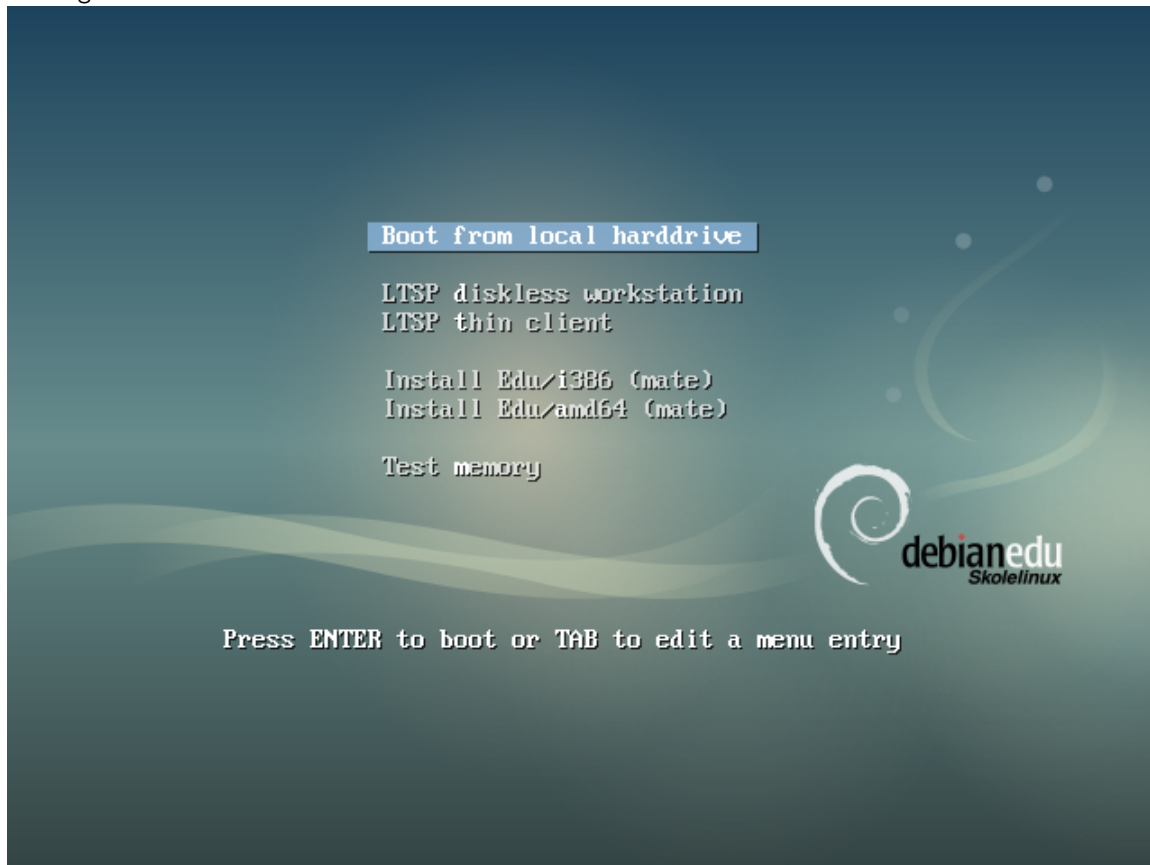 Boot from local harddrive
LTSP diskless workstation
LTSP thin client
Install Edu/i386 (mate)
Install Edu/amd64 (mate)
Test memory
debianedu
Skolelinux
Press ENTER to boot or TAB to edit a menu entry